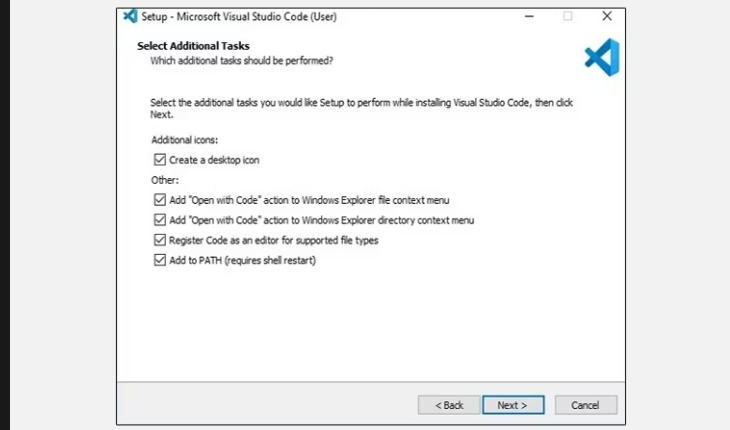 Setup - Microsoft Visual Studio Code (User)
Select Additional Tasks
Which additional tasks should be performed?
Select the additional tasks you would like Setup to perform while installing Visual Studio Code, then click
Next.
Additional icons:
Create a desktop icon
Other:
Add "Open with Code" action to Windows Explorer file context menu
Add "Open with Code" action to Windows Explorer directory context menu
Register Code as an editor for supported file types
Add to PATH (requires shell restart)
< Back Next > Cancel